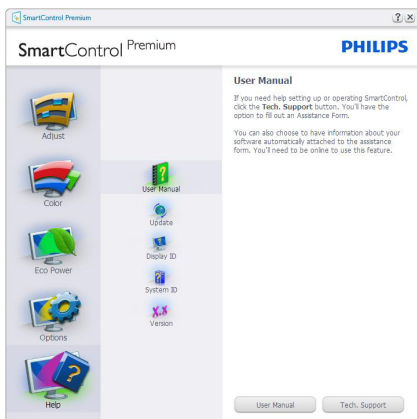 SmartControl Premium
SmartControl Premium
PHILIPS
Adjust
Color
Eco Power
Options
Help
User Manual
Update
Display ID
System ID
X.X
Version
User Manual
If you need help setting up or operating SmartControl,
click the Tech. Support button. You'll have the
option to fill out an Assistance Form.
You can also choose to have information about your
software automatically attached to the assistance
form. You'll need to be online to use this feature.
User Manual
Tech. Support